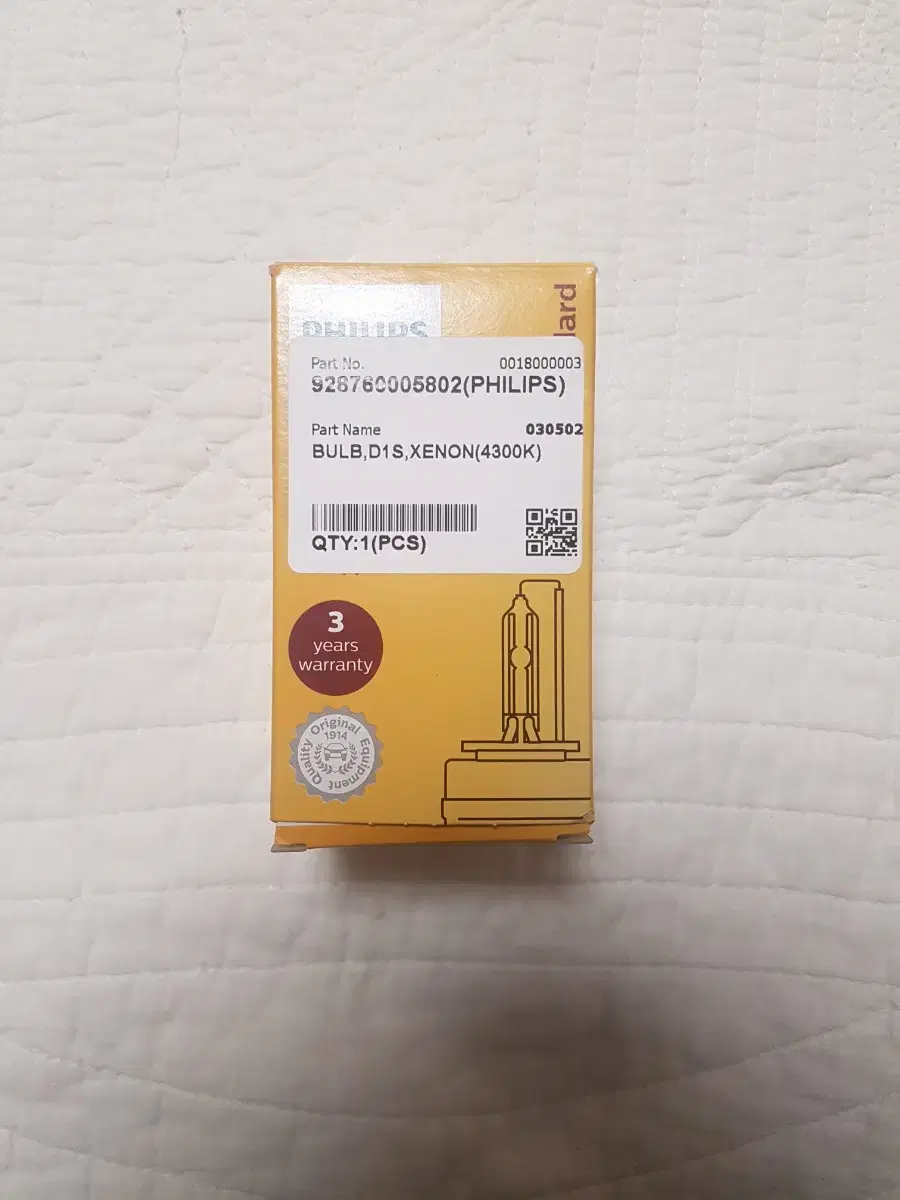 PHILIPS
Part No.
0018000003
928760005802(PHILIPS)
Part Name
030502
BULB,D1S,XENON(4300K)
QTY:1(PCS)
3
years
warranty
Original Equipment Quality
1914